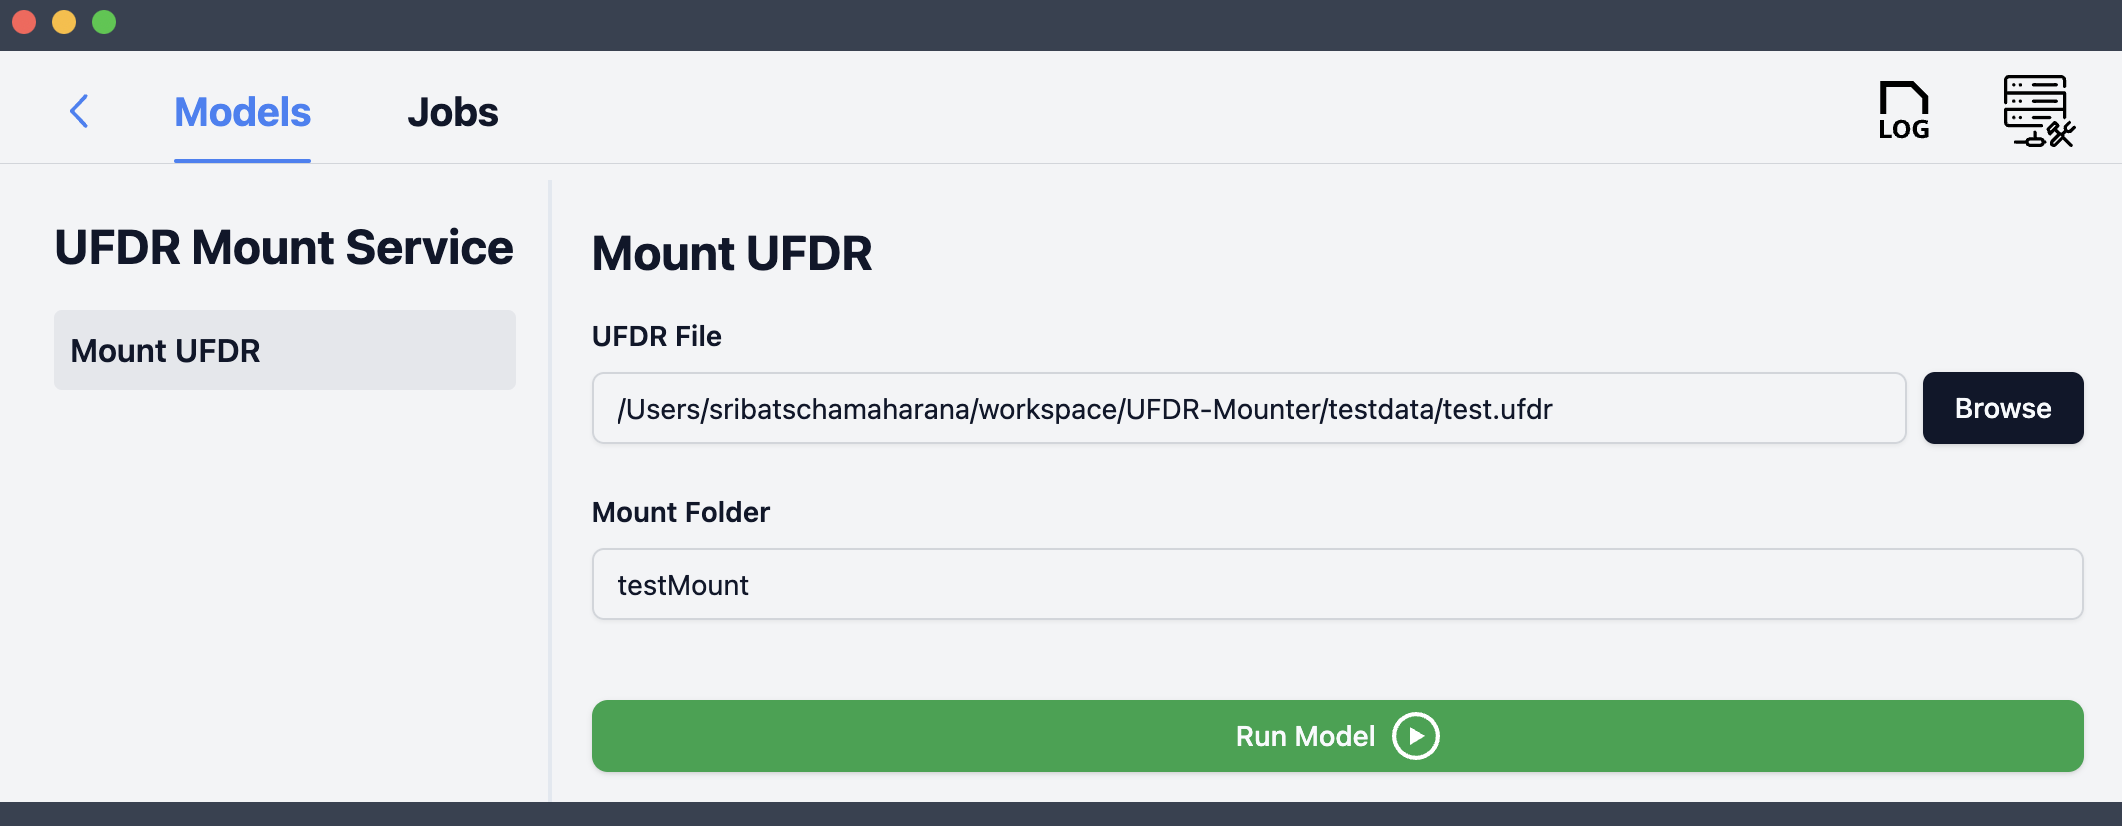 Models
Jobs
LOG
UFDR Mount Service
Mount UFDR
Mount UFDR
UFDR File
/Users/sribatschamaharana/workspace/UFDR-Mounter/testdata/test.ufdr
Browse
Mount Folder
testMount
Run Model